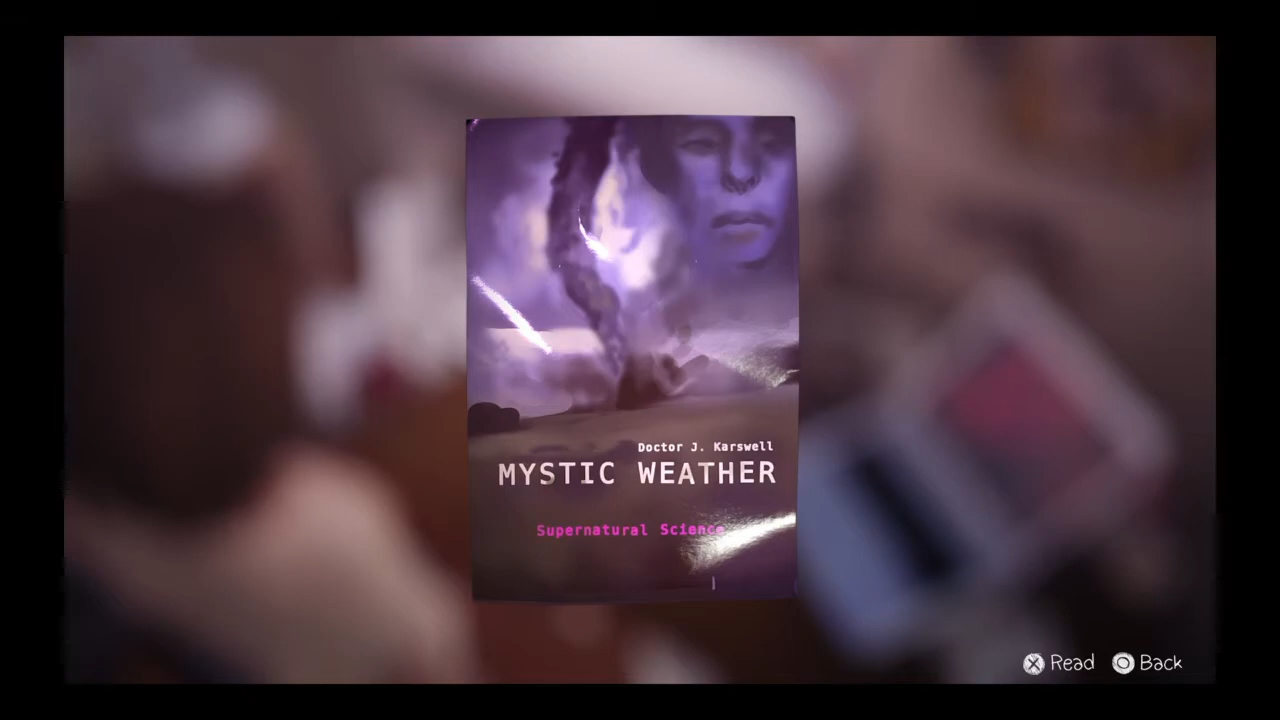 Doctor J. Karswell
MYSTIC WEATHER
Supernatural Science
Read
Back